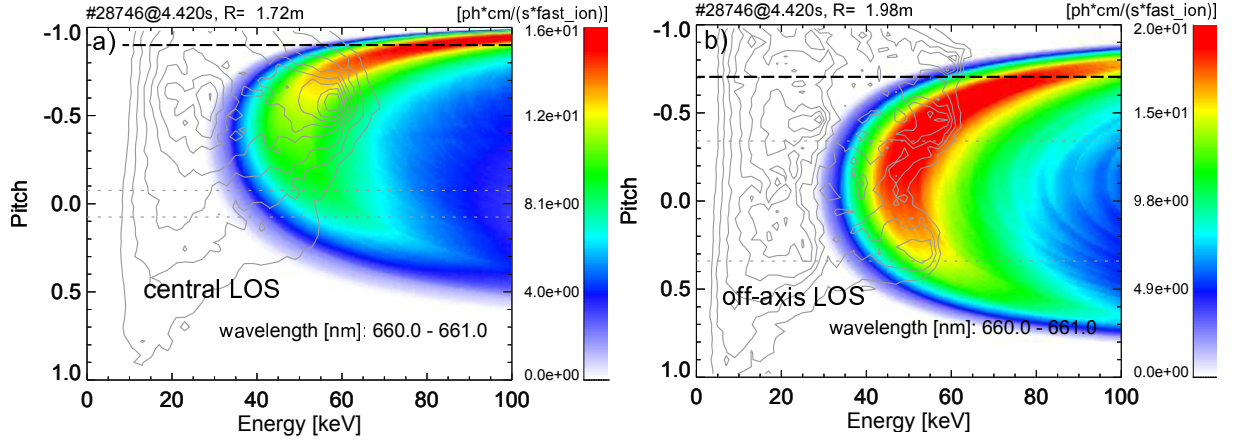 #28746@4.420s, R= 1.72m
[ph*cm/(s*fast_ion)]
a)
-1.0
-0.5
0.0
0.5
1.0
Pitch
central LOS
wavelength [nm]: 660.0 - 661.0
0
20
40
60
80
100
Energy [keV]
1.6e+01
1.2e+01
8.1e+00
4.0e+00
0.0e+00
#28746@4.420s, R= 1.98m
[ph*cm/(s*fast_ion)]
b)
-1.0
-0.5
0.0
0.5
1.0
Pitch
off-axis LOS
wavelength [nm]: 660.0 - 661.0
0
20
40
60
80
100
Energy [keV]
2.0e+01
1.5e+01
9.8e+00
4.9e+00
0.0e+00